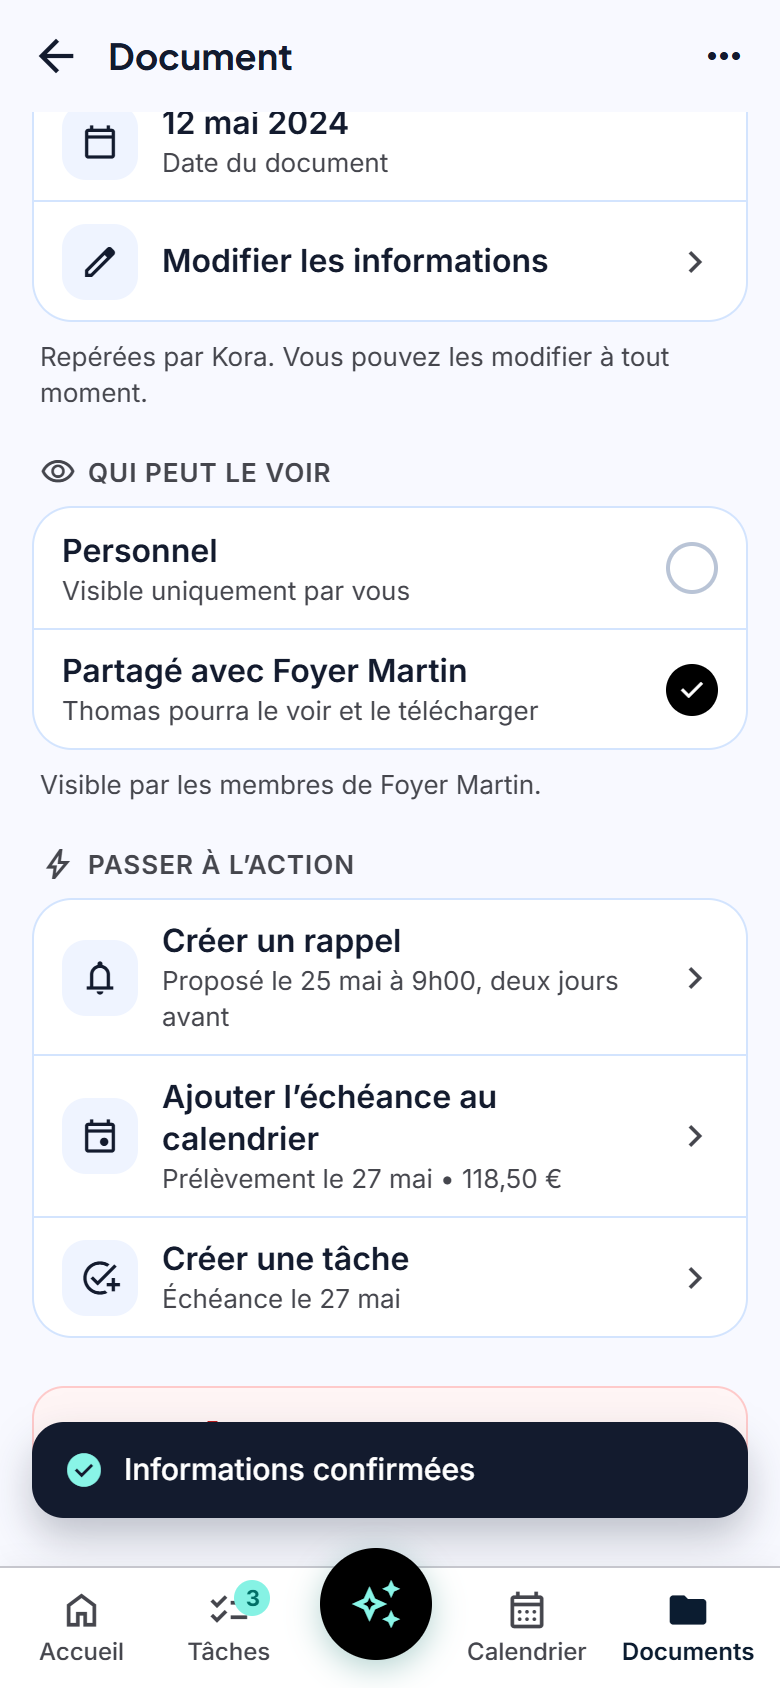 Document
12 mai 2024
Date du document
Modifier les informations
Repérées par Kora. Vous pouvez les modifier à tout
moment.
QUI PEUT LE VOIR
Personnel
Visible uniquement par vous
Partagé avec Foyer Martin
Thomas pourra le voir et le télécharger
Visible par les membres de Foyer Martin.
PASSER À L’ACTION
Créer un rappel
Proposé le 25 mai à 9h00, deux jours
avant
Ajouter l’échéance au
calendrier
Prélèvement le 27 mai • 118,50 €
Créer une tâche
Échéance le 27 mai
Informations confirmées
3
Accueil
Tâches
Calendrier
Documents